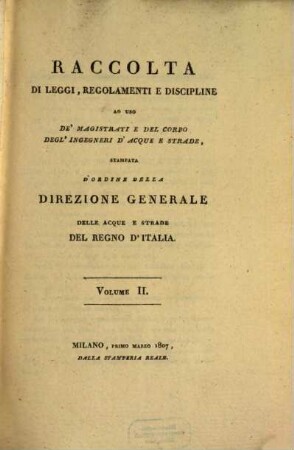 RACCOLTA
DI LEGGI, REGOLAMENTI E DISCIPLINE
AD USO
DE' MAGISTRATI E DEL CORPO
DEGL' INGEGNERI D' ACQUE E STRADE,
STAMPATA
D'ORDINE DELLA
DIREZIONE GENERALE
DELLE ACQUE E STRADE
DEL REGNO D'ITALIA.
VOLUME II.
MILANO, PRIMO MARZO 1807,
DALLA STAMPERIA REALE.